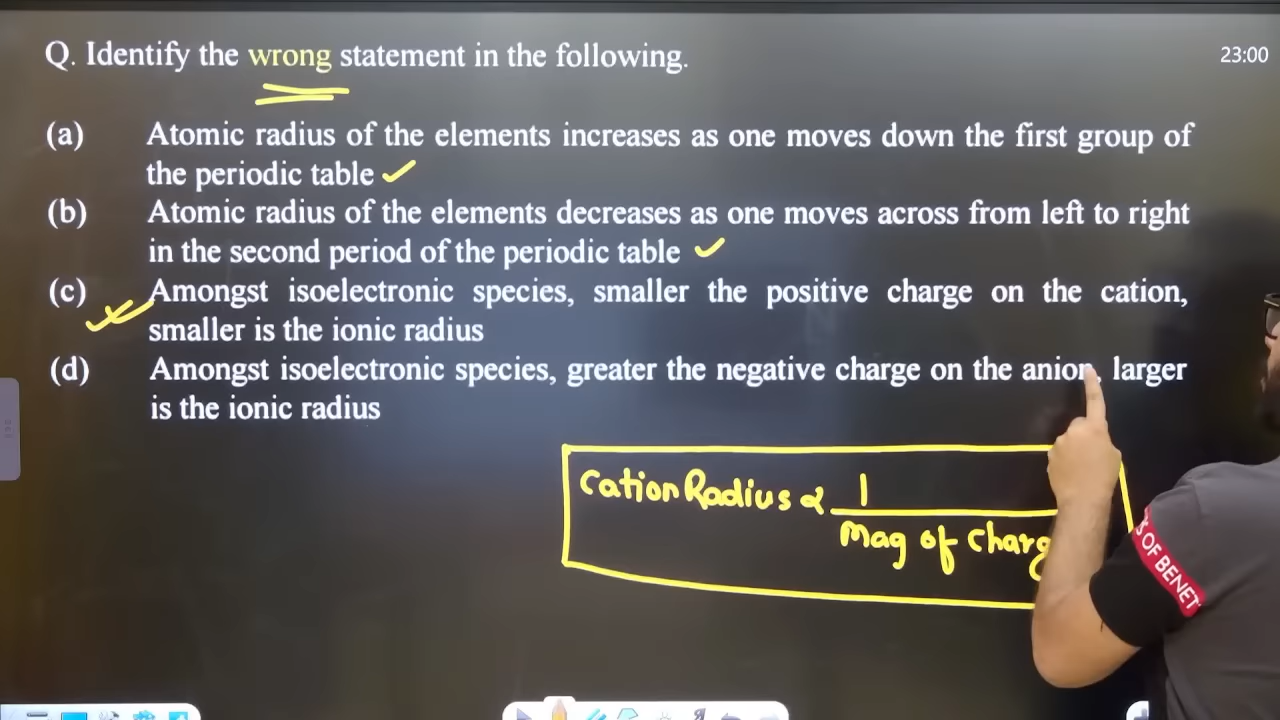 Q. Identify the wrong statement in the following.
23:00
(a) Atomic radius of the elements increases as one moves down the first group of
the periodic table
(b) Atomic radius of the elements decreases as one moves across from left to right
in the second period of the periodic table
(c) Amongst isoelectronic species, smaller the positive charge on the cation,
smaller is the ionic radius
(d) Amongst isoelectronic species, greater the negative charge on the anion, larger
is the ionic radius
Cation Radius ∝ 1
Mag of Charg
S OF BENET